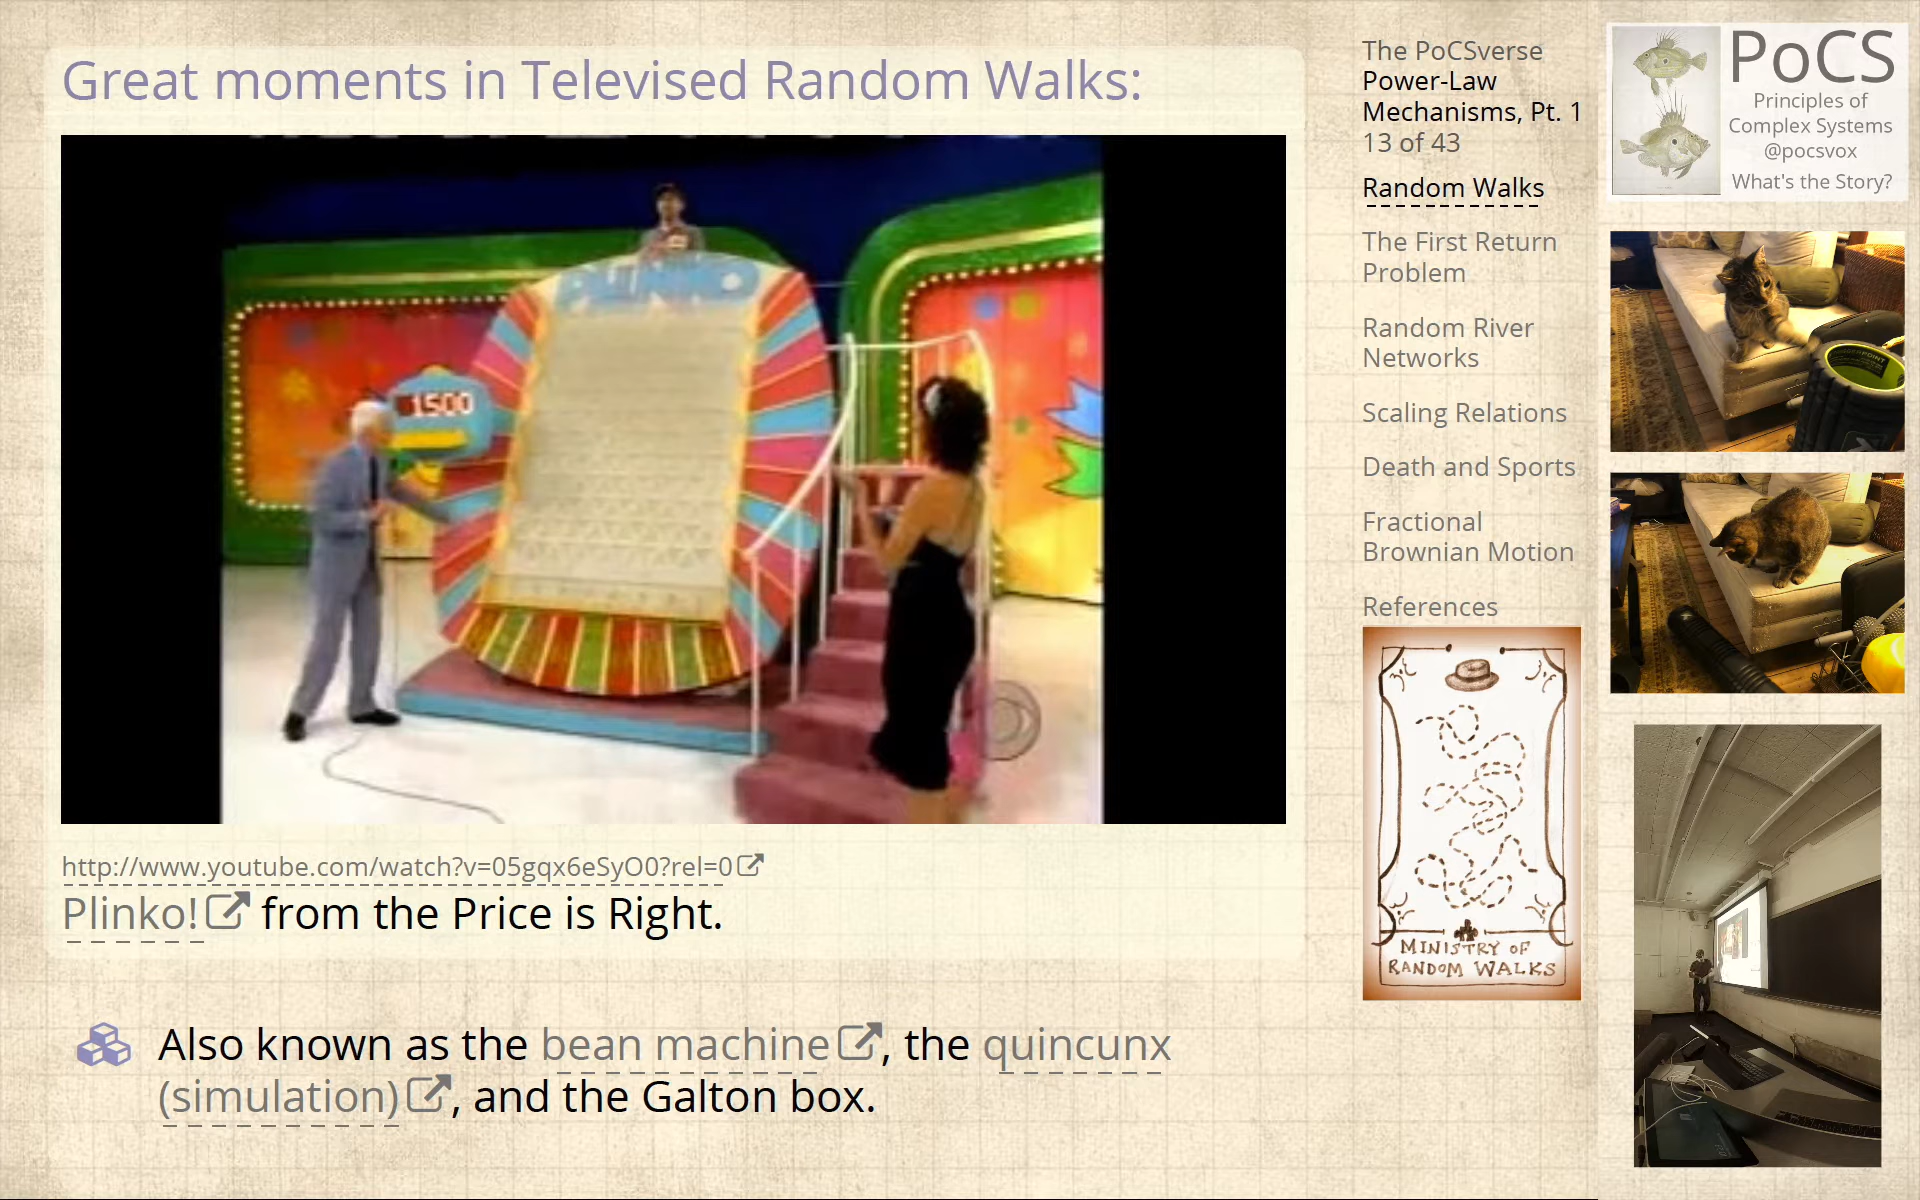 Great moments in Televised Random Walks:
PLINKO
1500
http://www.youtube.com/watch?v=05gqx6eSyO0?rel=0
Plinko! from the Price is Right.
Also known as the bean machine, the quincunx
(simulation), and the Galton box.
The PoCSverse
Power-Law
Mechanisms, Pt. 1
13 of 43
Random Walks
The First Return
Problem
Random River
Networks
Scaling Relations
Death and Sports
Fractional
Brownian Motion
References
MINISTRY OF
RANDOM WALKS
PoCS
Principles of
Complex Systems
@pocsvox
What's the Story?